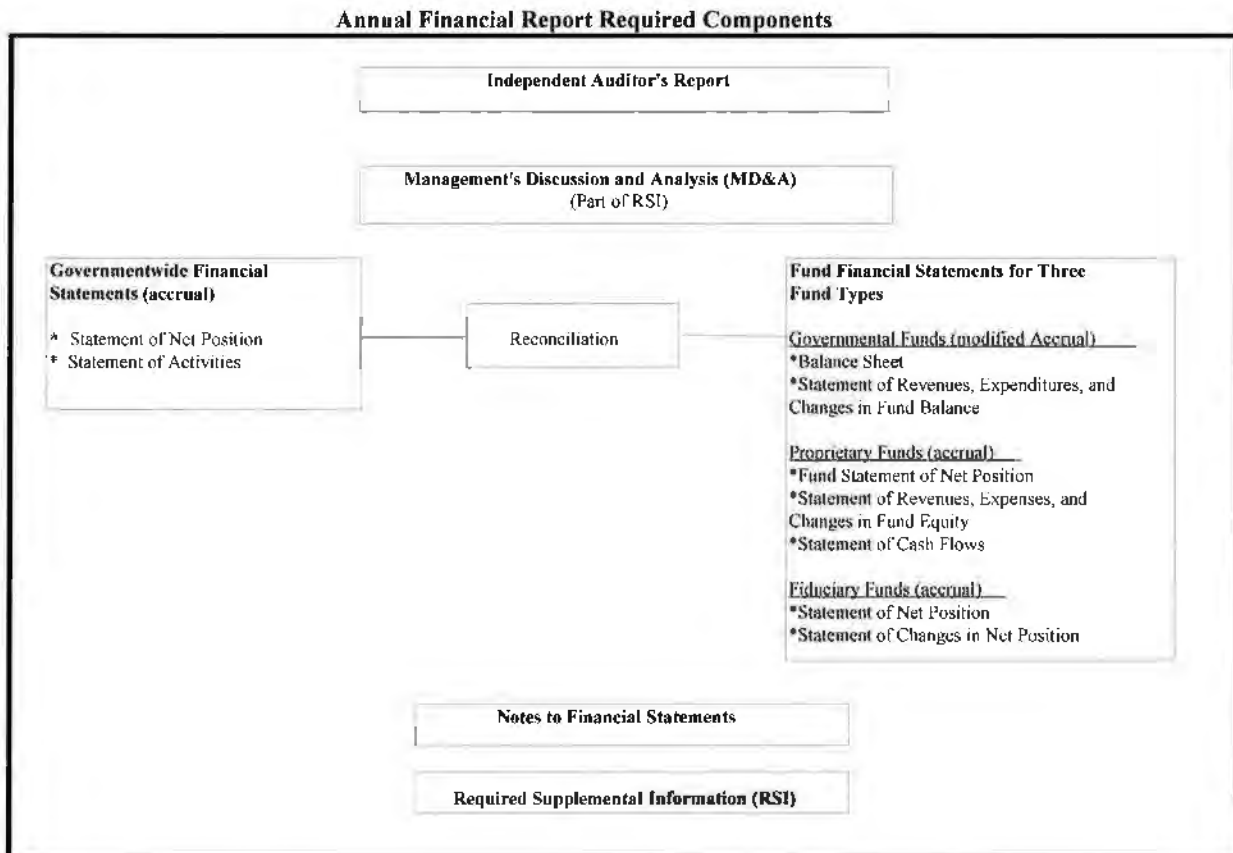 Annual Financial Report Required Components
Independent Auditor's Report
Management's Discussion and Analysis (MD&A)
(Part of RSI)
Governmentwide Financial
Statements (accrual)
* Statement of Net Position
* Statement of Activities
Reconciliation
Fund Financial Statements for Three
Fund Types
Governmental Funds (modified Accrual)
*Balance Sheet
*Statement of Revenues, Expenditures, and
Changes in Fund Balance
Proprietary Funds (accrual)
*Fund Statement of Net Position
*Statement of Revenues, Expenses, and
Changes in Fund Equity
*Statement of Cash Flows
Fiduciary Funds (accrual)
*Statement of Net Position
*Statement of Changes in Net Position
Notes to Financial Statements
Required Supplemental Information (RSI)